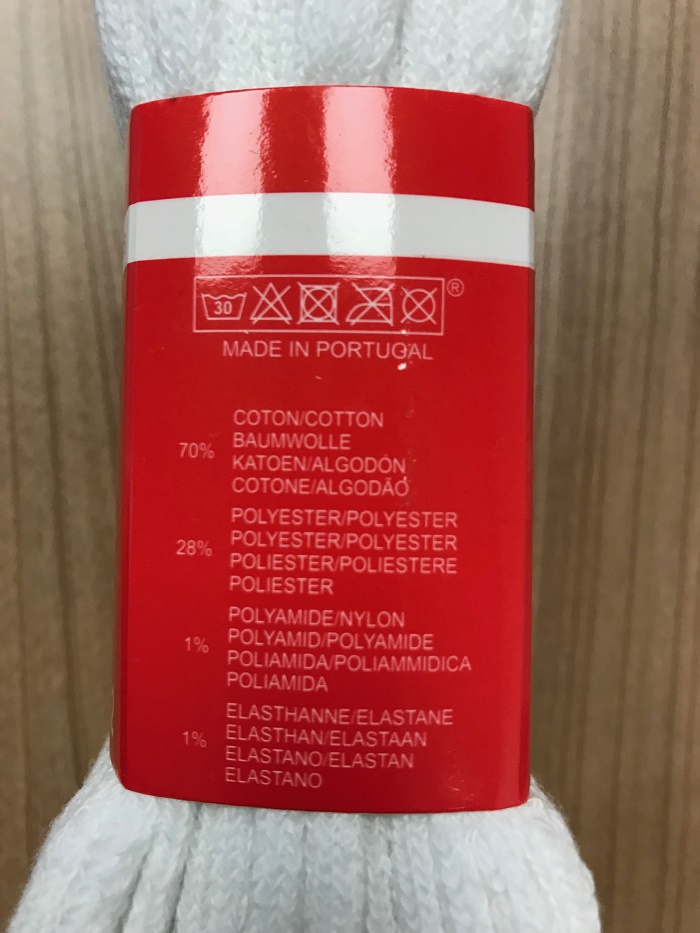 30
®
MADE IN PORTUGAL
70%
COTON/COTTON
BAUMWOLLE
KATOEN/ALGODÓN
COTONE/ALGODÃO
28%
POLYESTER/POLYESTER
POLYESTER/POLYESTER
POLIESTER/POLIESTERE
POLIESTER
1%
POLYAMIDE/NYLON
POLYAMID/POLYAMIDE
POLIAMIDA/POLIAMMIDICA
POLIAMIDA
1%
ELASTHANNE/ELASTANE
ELASTHAN/ELASTAAN
ELASTANO/ELASTAN
ELASTANO